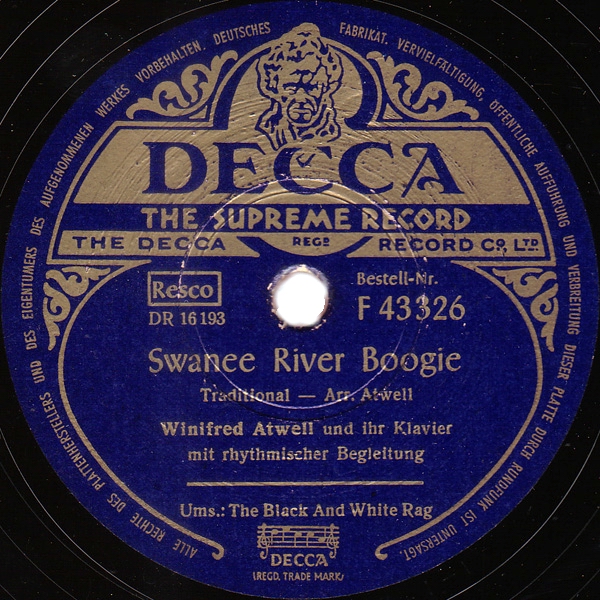 ALLE RECHTE DES PLATTENHERSTELLERS UND DES EIGENTÜMERS DES AUFGENOMMENEN WERKES VORBEHALTEN. DEUTSCHES FABRIKAT. VERVIELFÄLTIGUNG, ÖFFENTLICHE AUFFÜHRUNG UND VERBREITUNG DIESER PLATTE DURCH RUNDFUNK IST UNTERSAGT.
DECCA
THE SUPREME RECORD
THE DECCA REGD RECORD CO. LTD
Resco
DR 16193
Bestell-Nr.
F 43326
Swanee River Boogie
Traditional — Arr. Atwell
Winifred Atwell und ihr Klavier
mit rhythmischer Begleitung
Ums.: The Black And White Rag
DECCA
(REGD. TRADE MARK)